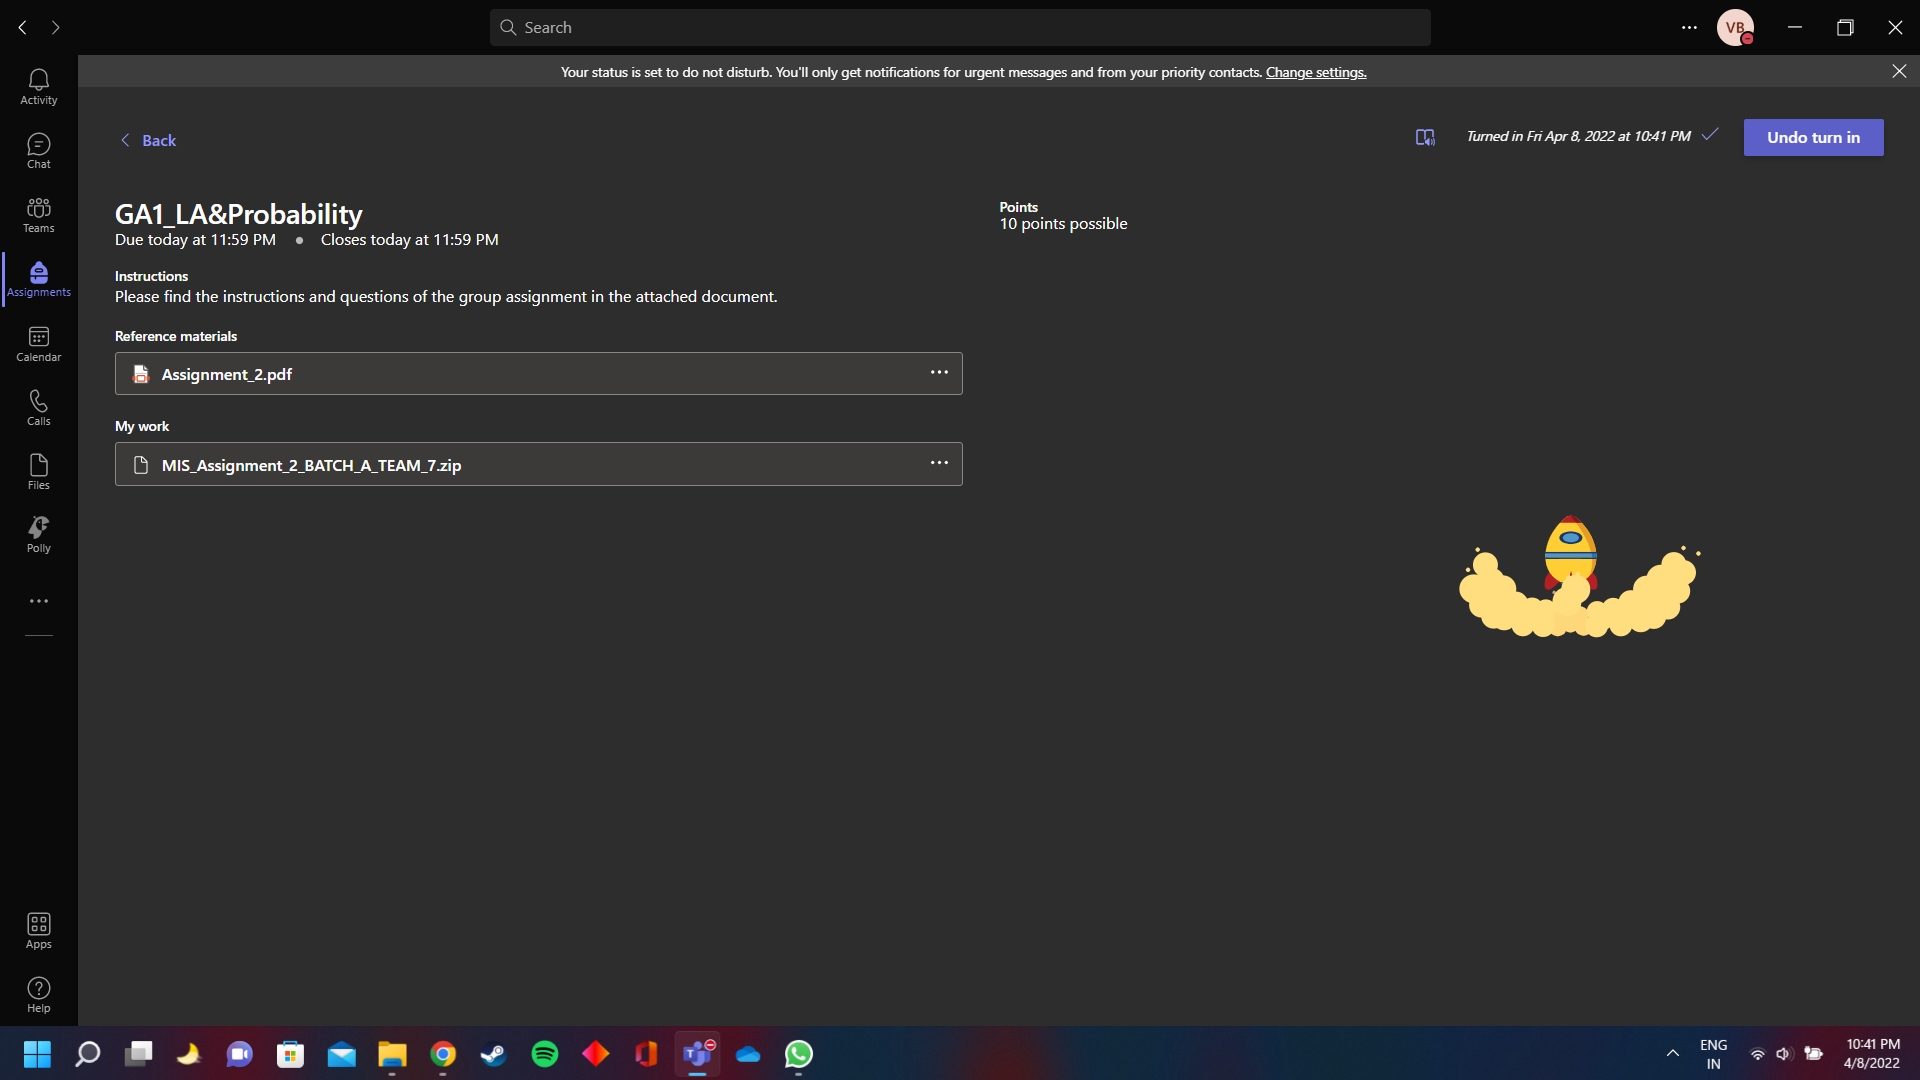 Search
VB
Your status is set to do not disturb. You'll only get notifications for urgent messages and from your priority contacts. Change settings.
Activity
Chat
Teams
Assignments
Calendar
Calls
Files
Polly
Apps
Help
Back
Turned in Fri Apr 8, 2022 at 10:41 PM
Undo turn in
GA1_LA&Probability
Due today at 11:59 PM • Closes today at 11:59 PM
Points
10 points possible
Instructions
Please find the instructions and questions of the group assignment in the attached document.
Reference materials
Assignment_2.pdf
My work
MIS_Assignment_2_BATCH_A_TEAM_7.zip
ENG
IN
10:41 PM
4/8/2022